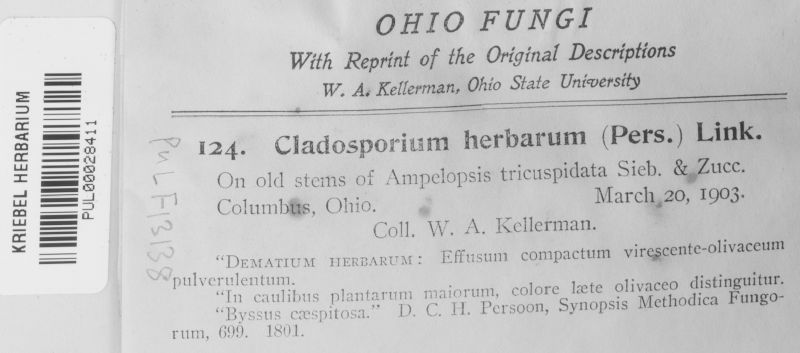 OHIO FUNGI
With Reprint of the Original Descriptions
W. A. Kellerman, Ohio State University
124. Cladosporium herbarum (Pers.) Link.
On old stems of Ampelopsis tricuspidata Sieb. & Zucc.
Columbus, Ohio. March 20, 1903.
Coll. W. A. Kellerman.
"DEMATIUM HERBARUM: Effusum compactum virescente-olivaceum
pulverulentum.
"In caulibus plantarum maiorum, colore læte olivaceo distinguitur.
"Byssus cæspitosa." D. C. H. Persoon, Synopsis Methodica Fungo-
rum, 699. 1801.
KRIEBEL HERBARIUM
PUL00028411
PUL F13138